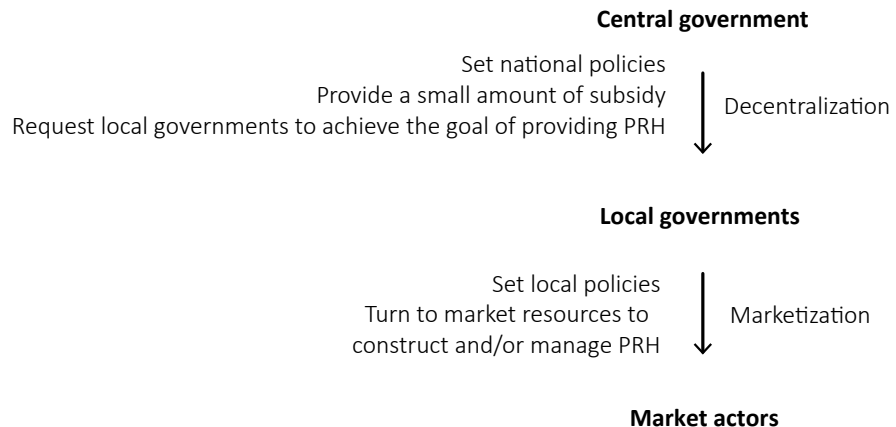 Central government
Set national policies
Provide a small amount of subsidy
Decentralization
Request local governments to achieve the goal of providing PRH
Local governments
Set local policies
Turn to market resources to
Marketization
construct and/or manage PRH
Market actors